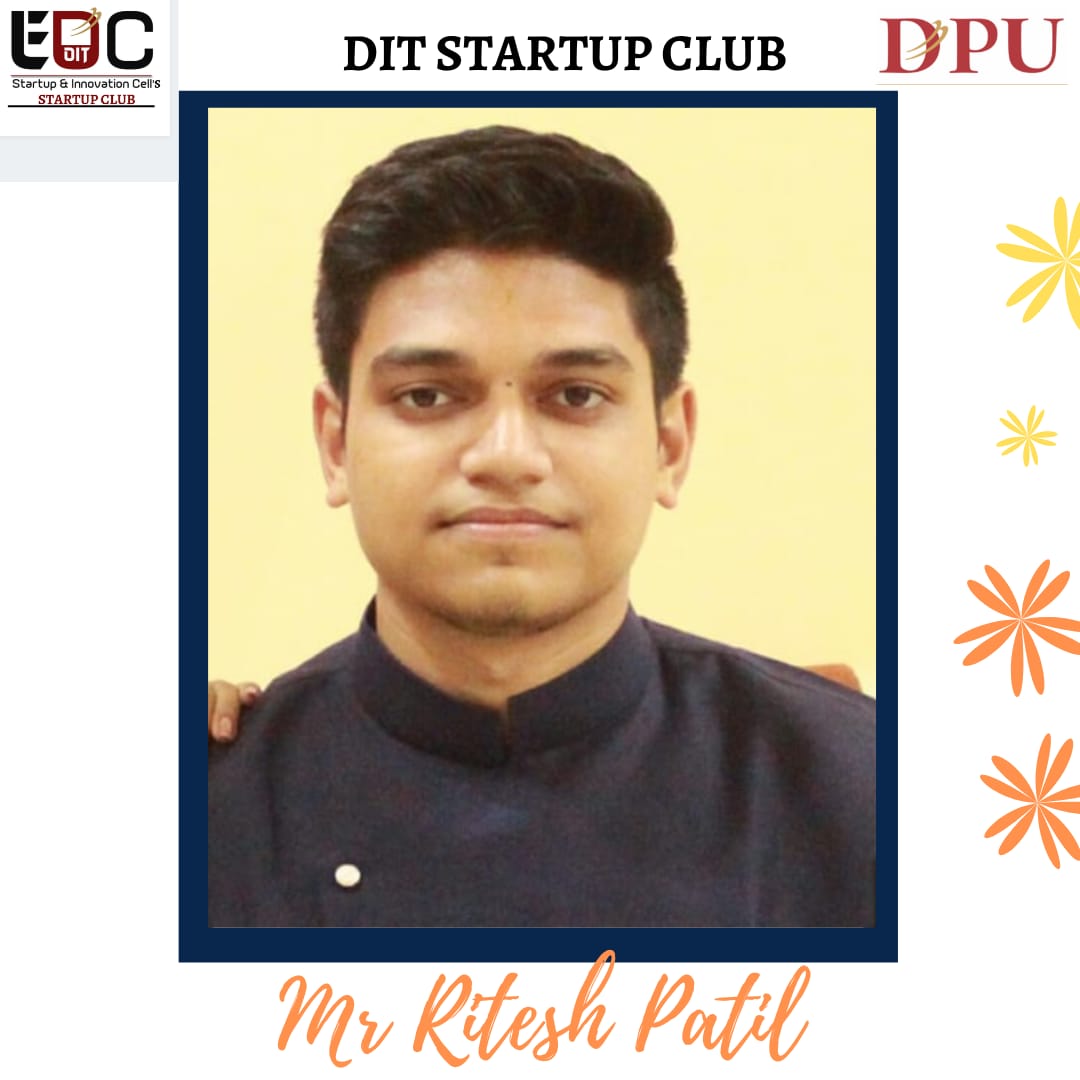 EDC
DIT
Startup & Innovation Cell's
STARTUP CLUB
DIT STARTUP CLUB
DPU
Mr Ritesh Patil